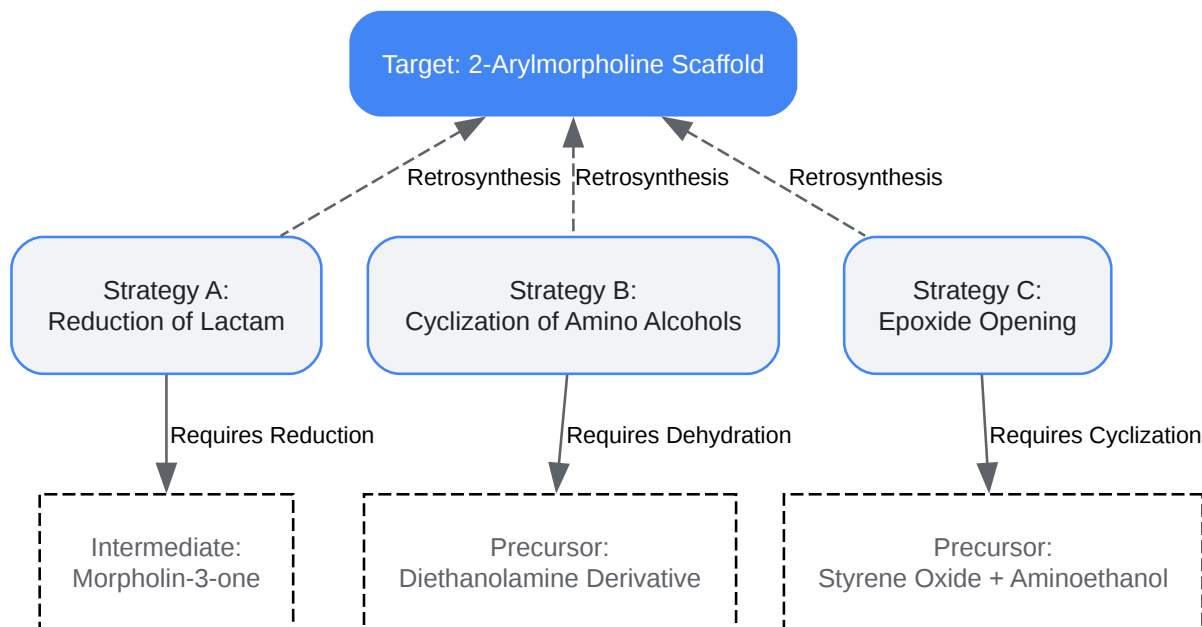 Target: 2-Arylmorpholine Scaffold
Retrosynthesis
Retrosynthesis
Retrosynthesis
Strategy A:
Reduction of Lactam
Strategy B:
Cyclization of Amino Alcohols
Strategy C:
Epoxide Opening
Requires Reduction
Requires Dehydration
Requires Cyclization
Intermediate:
Morpholin-3-one
Precursor:
Diethanolamine Derivative
Precursor:
Styrene Oxide + Aminoethanol